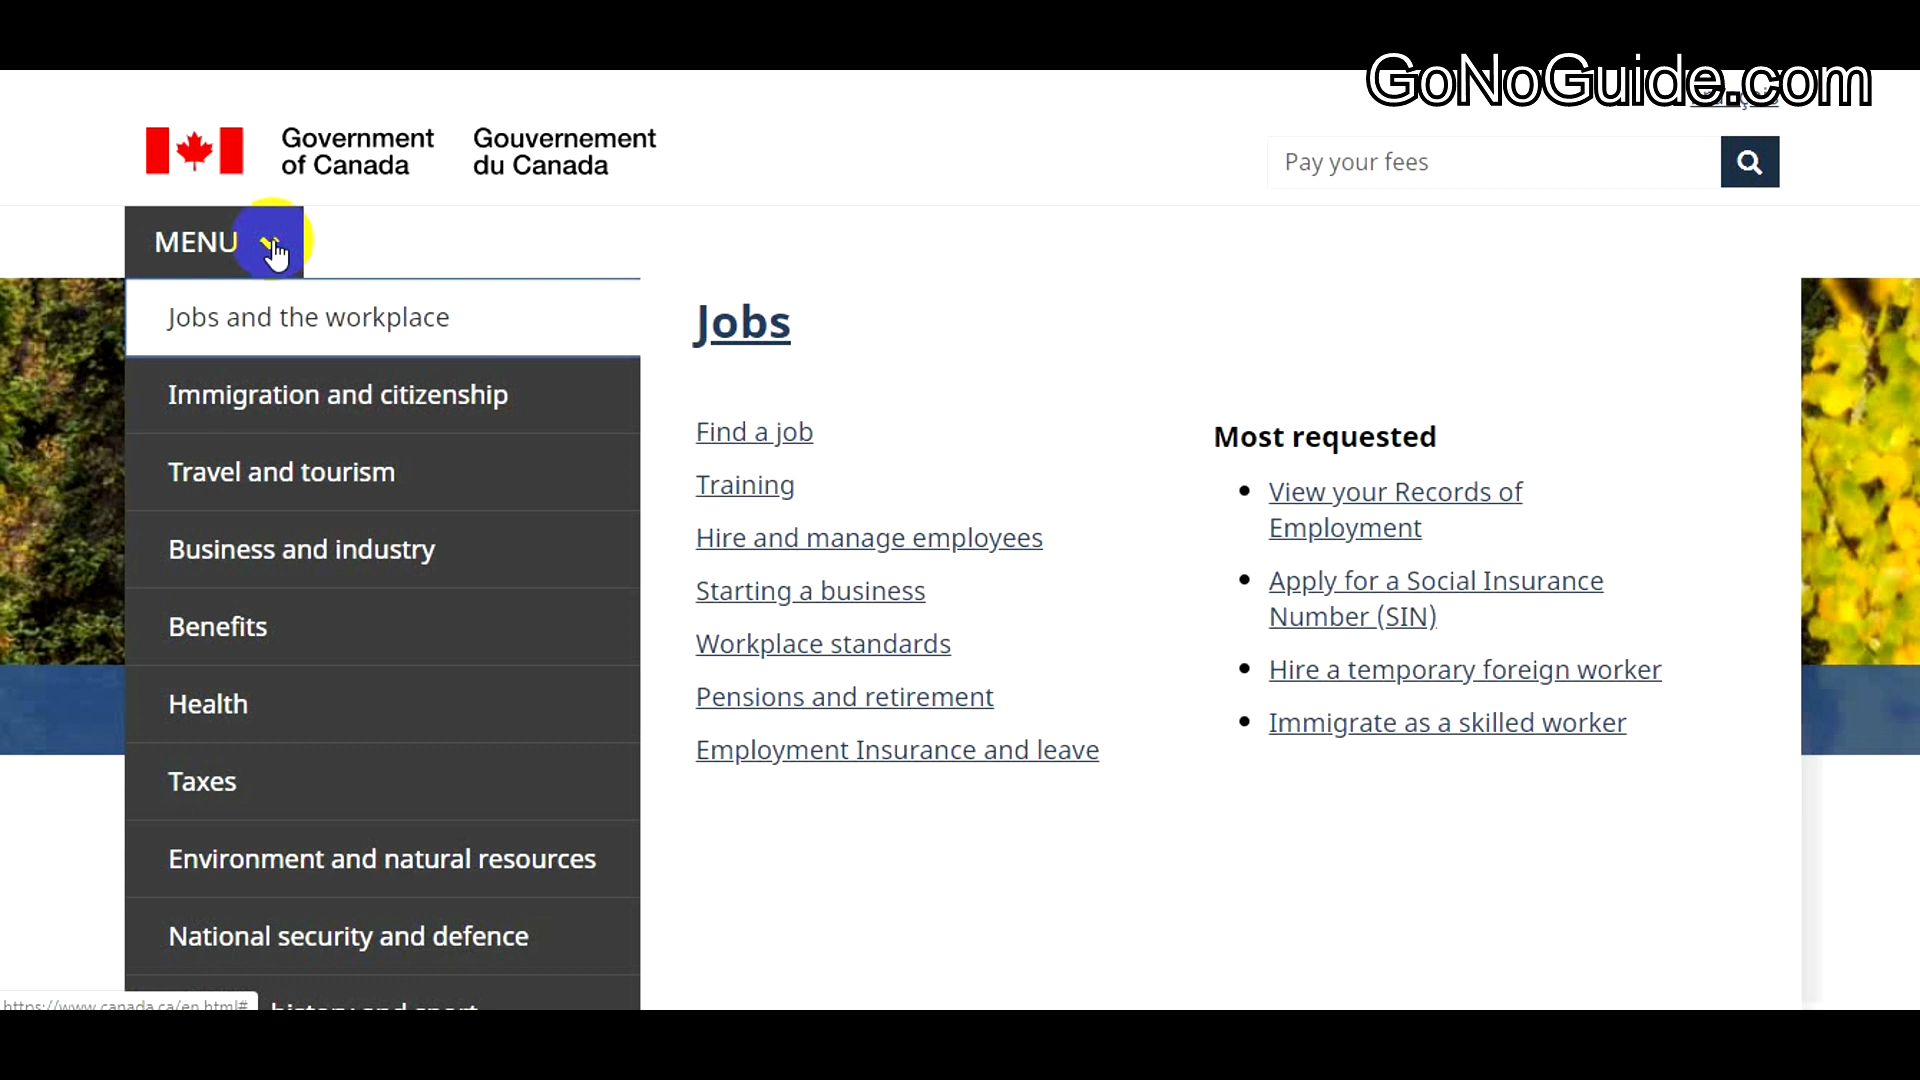 GoNoGuide.com
Government Gouvernement
of Canada du Canada
Pay your fees
MENU
Jobs and the workplace
Immigration and citizenship
Travel and tourism
Business and industry
Benefits
Health
Taxes
Environment and natural resources
National security and defence
history and sport
Jobs
Find a job
Training
Hire and manage employees
Starting a business
Workplace standards
Pensions and retirement
Employment Insurance and leave
Most requested
View your Records of
Employment
Apply for a Social Insurance
Number (SIN)
Hire a temporary foreign worker
Immigrate as a skilled worker
https://www.canada.ca/en.html#